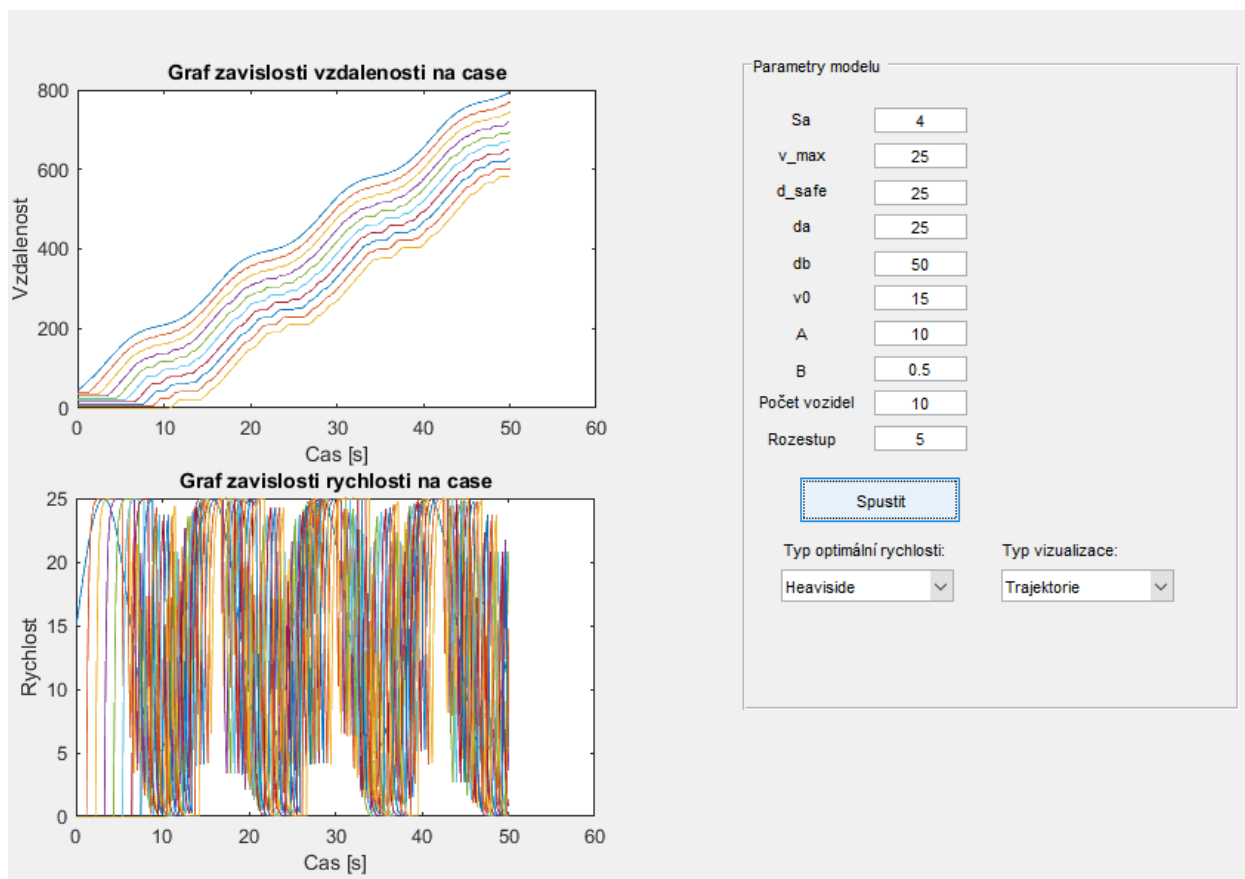 Graf zavislosti vzdalenosti na case
Vzdalenost
800
600
400
200
0
0 10 20 30 40 50 60
Cas [s]
Graf zavislosti rychlosti na case
Rychlost
25
20
15
10
5
0
0 10 20 30 40 50 60
Cas [s]
Parametry modelu
Sa 4
v_max 25
d_safe 25
da 25
db 50
v0 15
A 10
B 0.5
Počet vozidel 10
Rozestup 5
Spustit
Typ optimální rychlosti: Typ vizualizace:
Heaviside Trajektorie